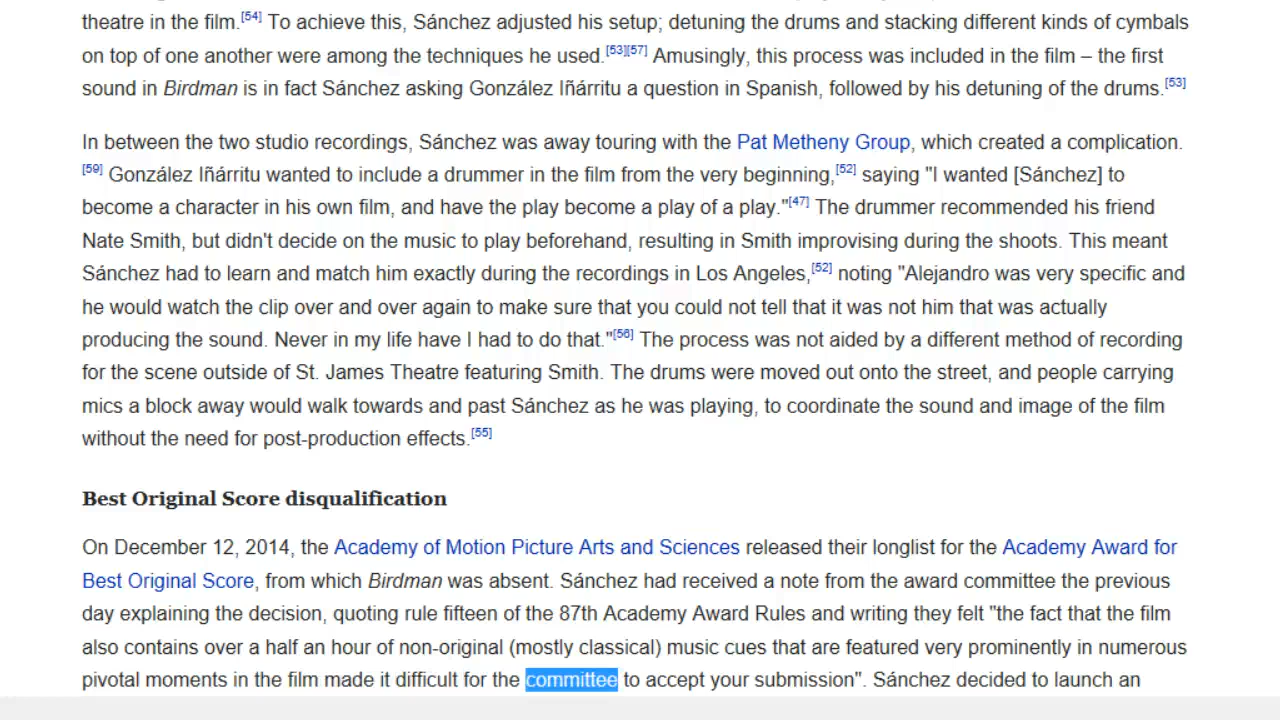 theatre in the film.[54] To achieve this, Sánchez adjusted his setup; detuning the drums and stacking different kinds of cymbals
on top of one another were among the techniques he used.[53][57] Amusingly, this process was included in the film – the first
sound in Birdman is in fact Sánchez asking González Iñárritu a question in Spanish, followed by his detuning of the drums.[53]
In between the two studio recordings, Sánchez was away touring with the Pat Metheny Group, which created a complication.
[59] González Iñárritu wanted to include a drummer in the film from the very beginning,[52] saying "I wanted [Sánchez] to
become a character in his own film, and have the play become a play of a play."[47] The drummer recommended his friend
Nate Smith, but didn't decide on the music to play beforehand, resulting in Smith improvising during the shoots. This meant
Sánchez had to learn and match him exactly during the recordings in Los Angeles,[52] noting "Alejandro was very specific and
he would watch the clip over and over again to make sure that you could not tell that it was not him that was actually
producing the sound. Never in my life have I had to do that."[56] The process was not aided by a different method of recording
for the scene outside of St. James Theatre featuring Smith. The drums were moved out onto the street, and people carrying
mics a block away would walk towards and past Sánchez as he was playing, to coordinate the sound and image of the film
without the need for post-production effects.[55]
Best Original Score disqualification
On December 12, 2014, the Academy of Motion Picture Arts and Sciences released their longlist for the Academy Award for
Best Original Score, from which Birdman was absent. Sánchez had received a note from the award committee the previous
day explaining the decision, quoting rule fifteen of the 87th Academy Award Rules and writing they felt "the fact that the film
also contains over a half an hour of non-original (mostly classical) music cues that are featured very prominently in numerous
pivotal moments in the film made it difficult for the committee to accept your submission". Sánchez decided to launch an